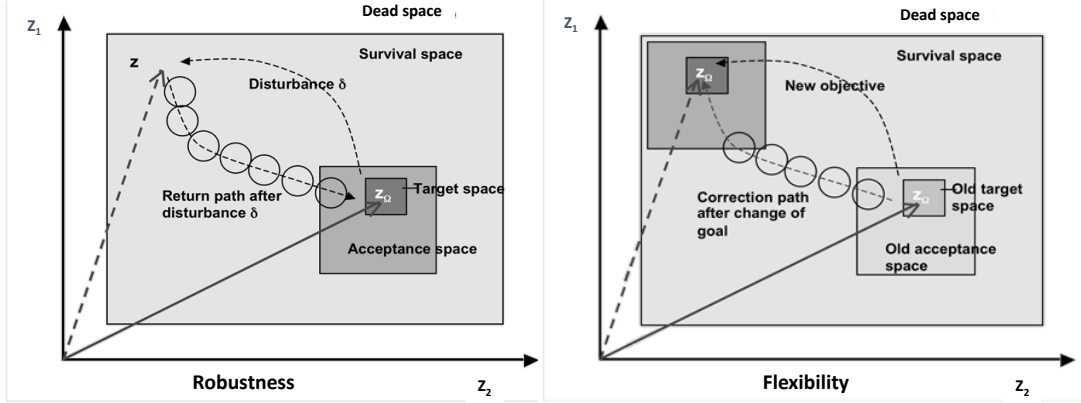 Dead space
Z1
Survival space
z
Disturbance δ
Return path after
disturbance δ
Target space
ZΩ
Acceptance space
Robustness
Z2
Dead space
Z1
Survival space
ZΩ
New objective
Correction path
after change of
goal
Old target
space
ZΩ
Old acceptance
space
Flexibility
Z2